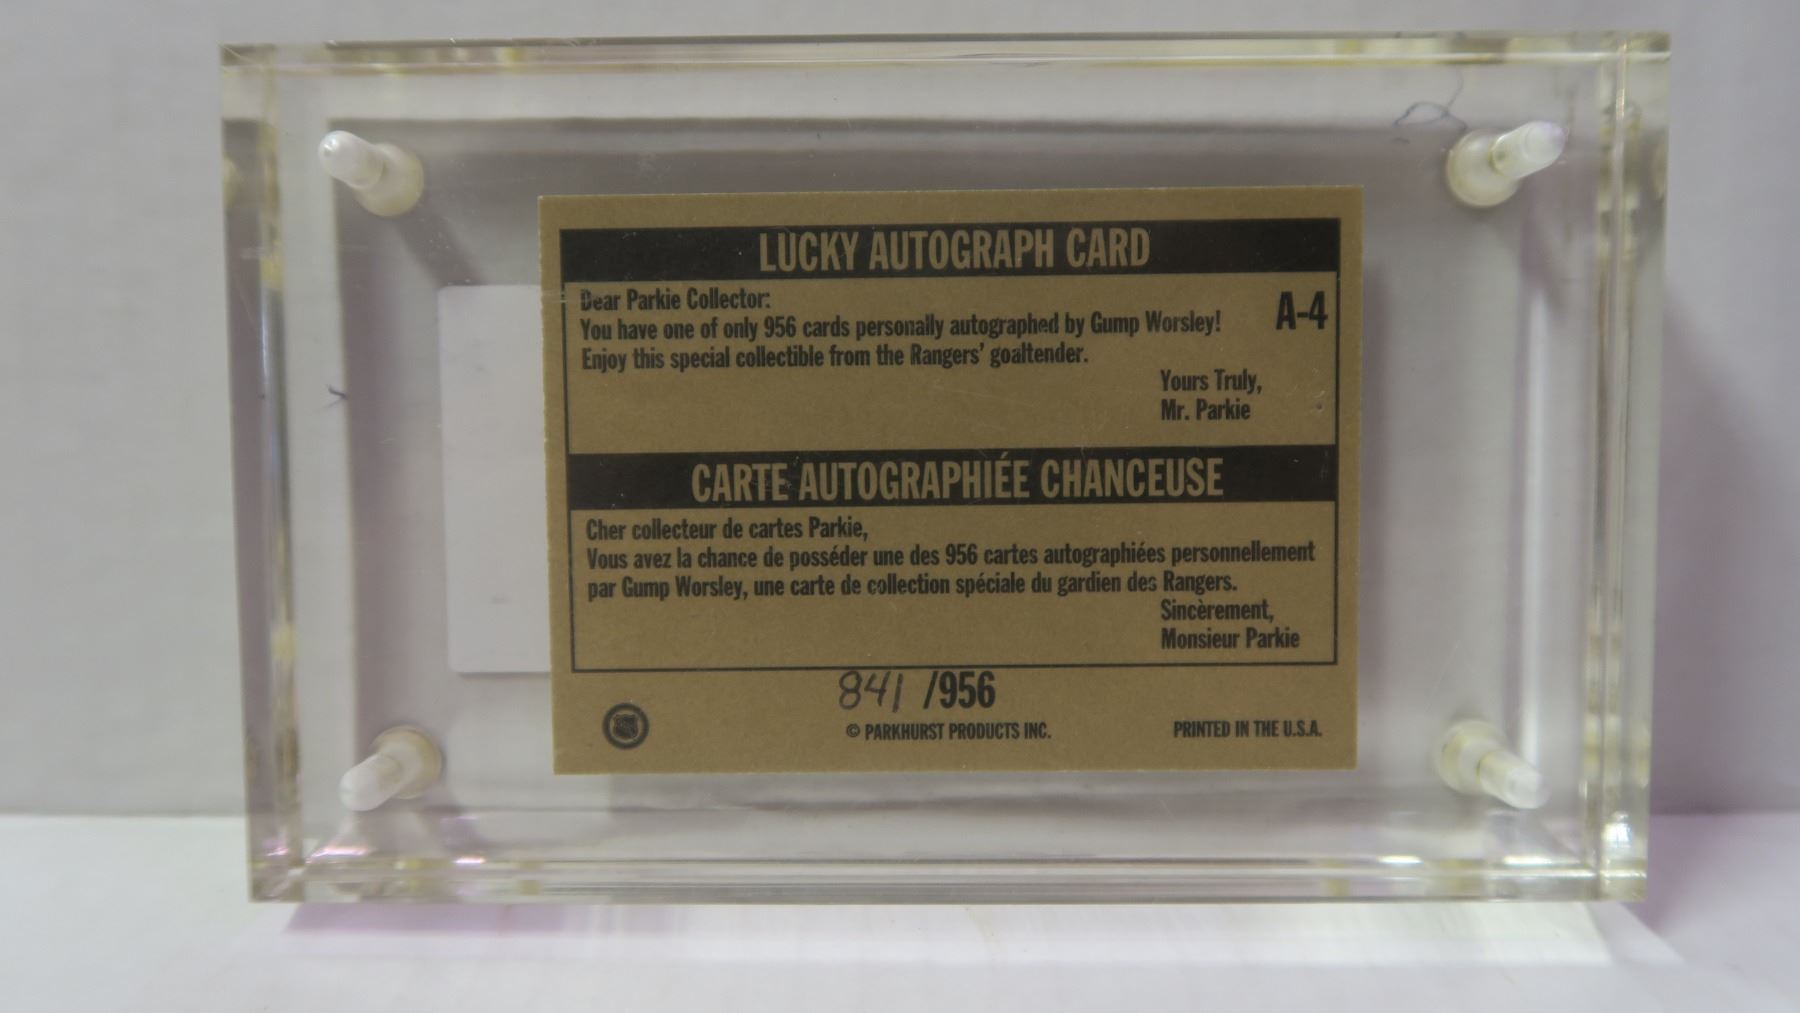 LUCKY AUTOGRAPH CARD
Dear Parkie Collector:
A-4
You have one of only 956 cards personally autographed by Gump Worsley!
Enjoy this special collectible from the Rangers' goaltender.
Yours Truly,
Mr. Parkie
CARTE AUTOGRAPHIÉE CHANCEUSE
Cher collecteur de cartes Parkie,
Vous avez la chance de posséder une des 956 cartes autographiées personnellement
par Gump Worsley, une carte de collection spéciale du gardien des Rangers.
Sincèrement,
Monsieur Parkie
841 /956
© PARKHURST PRODUCTS INC.
PRINTED IN THE U.S.A.